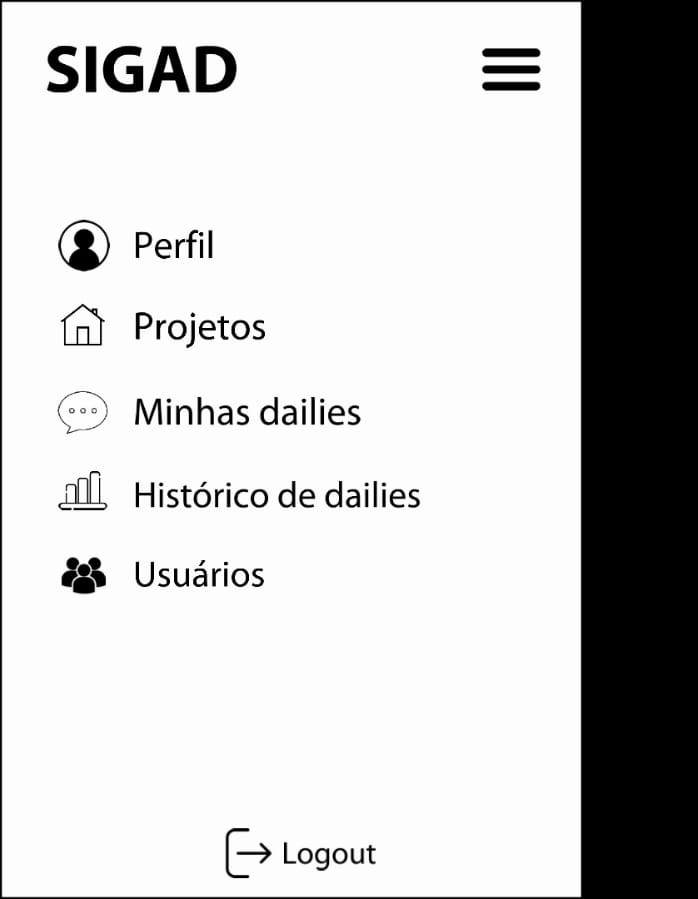 SIGAD
Perfil
Projetos
Minhas dailies
Histórico de dailies
Usuários
Logout